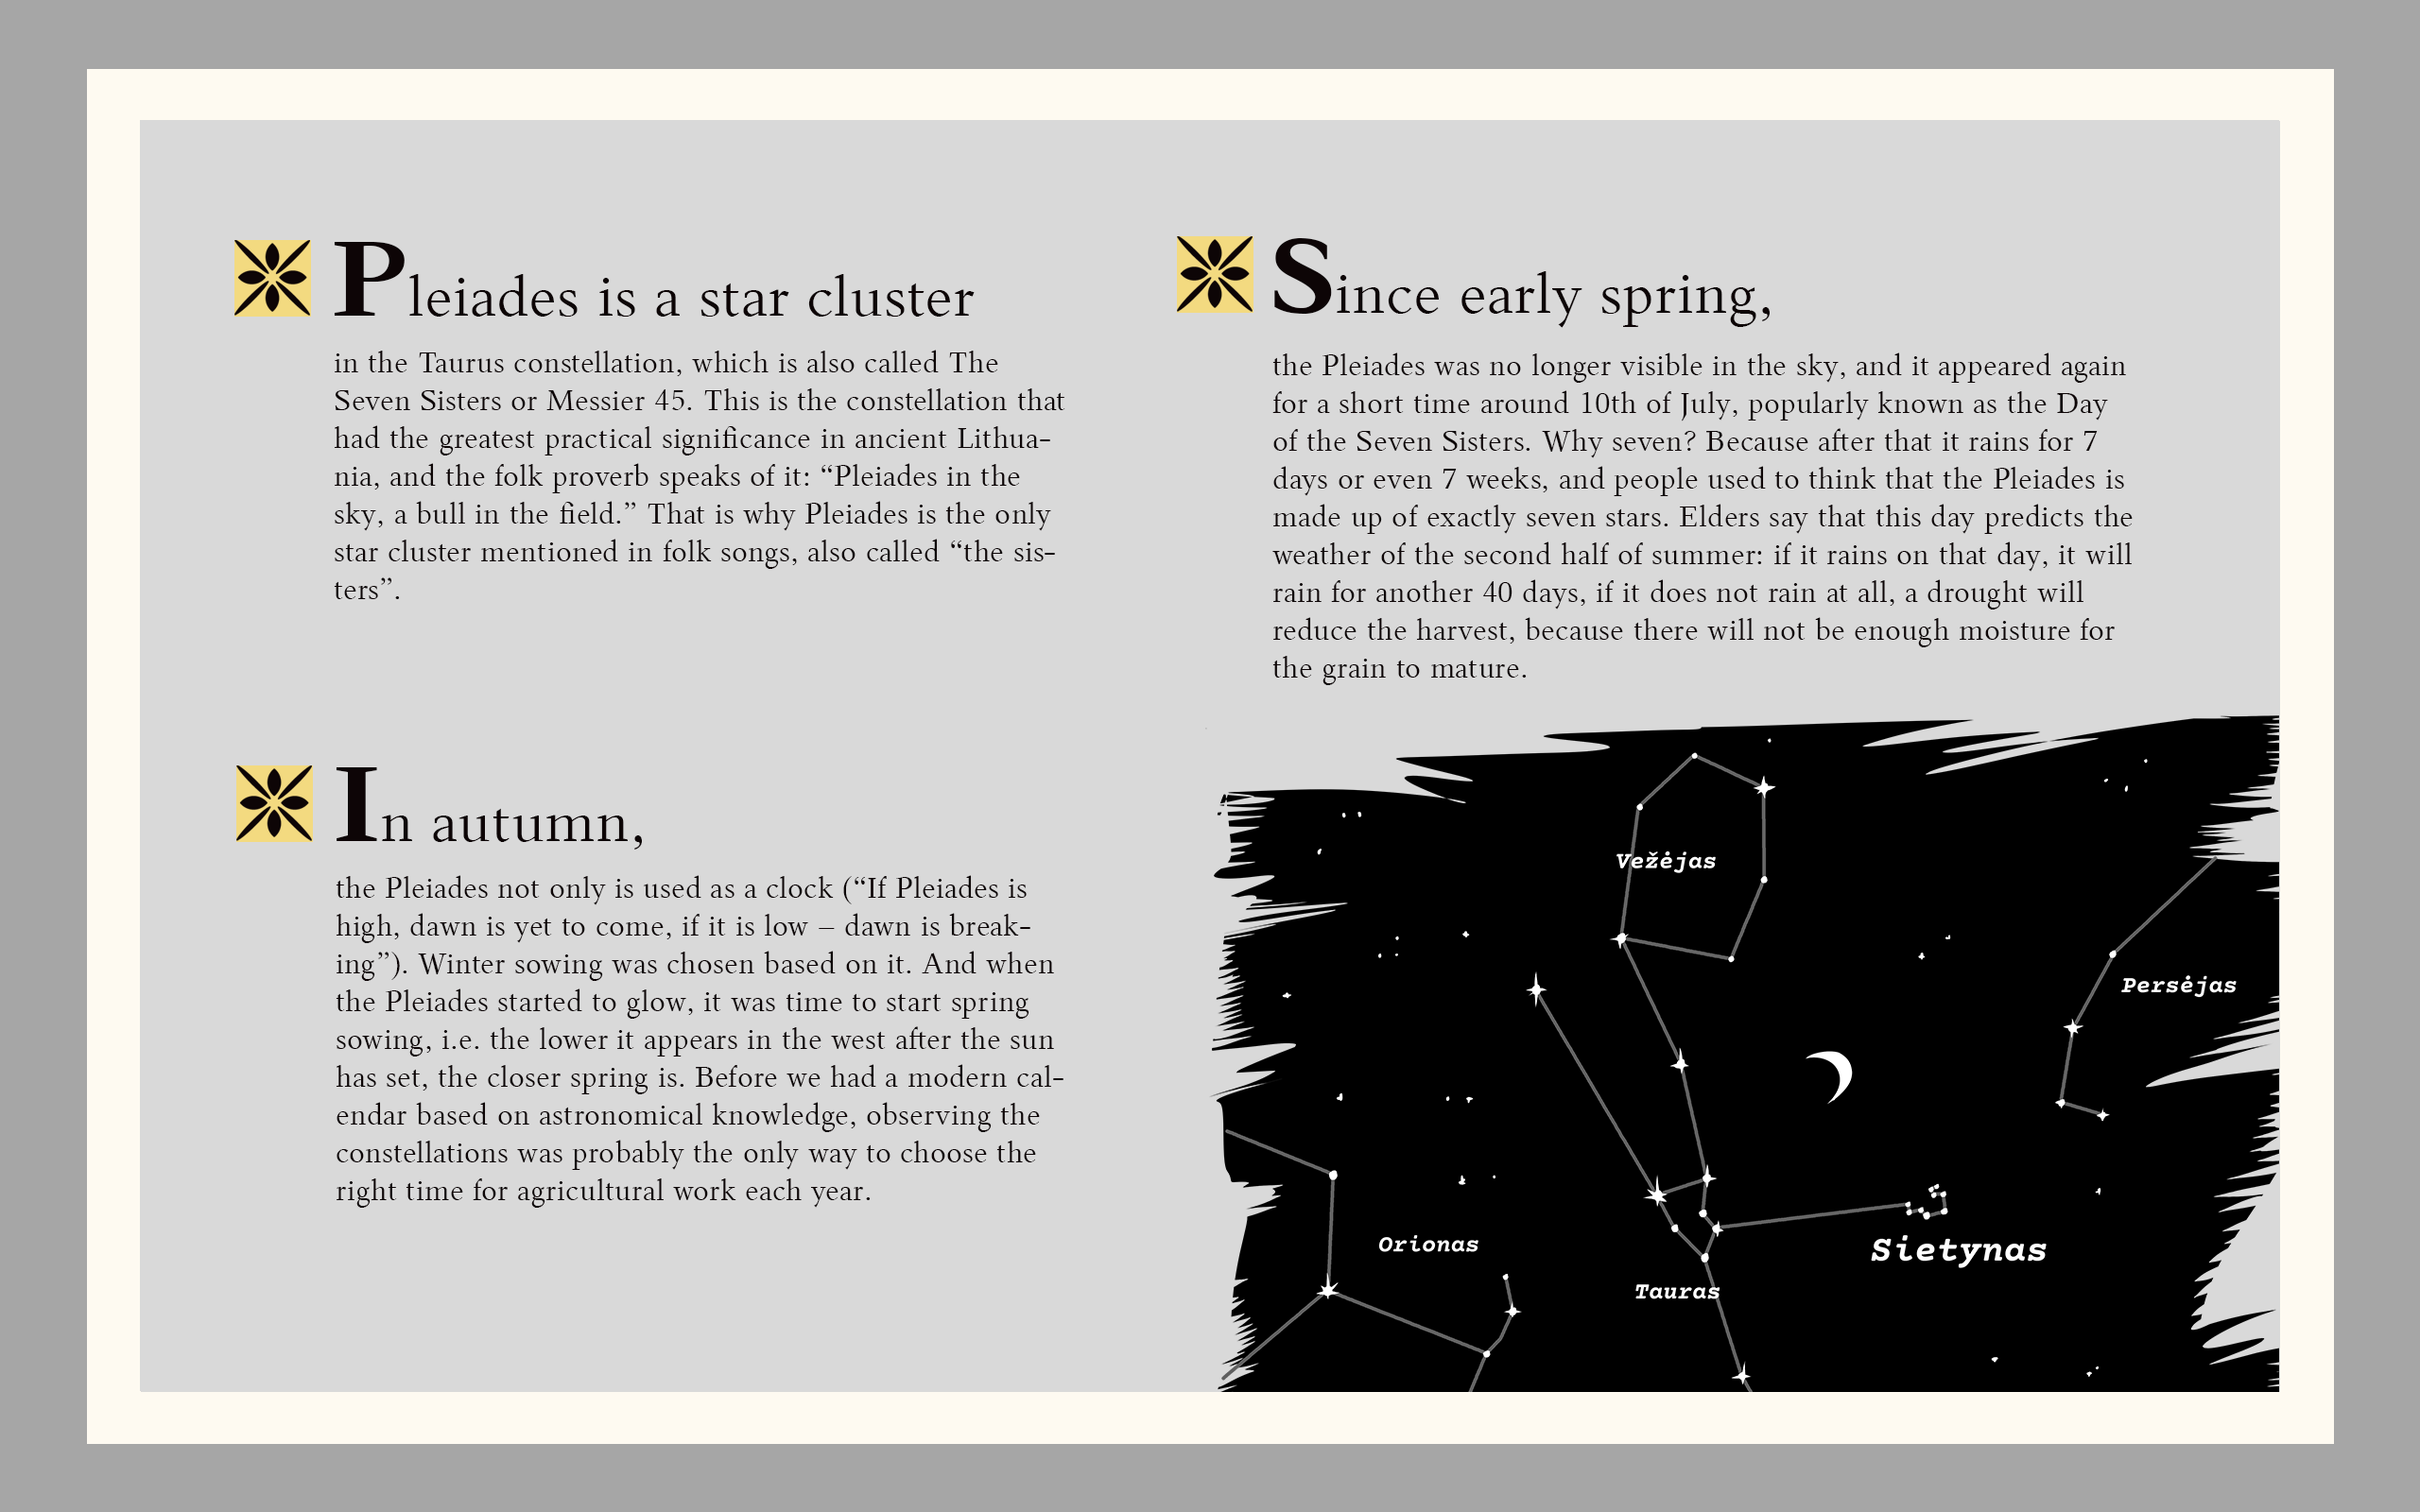 Pleiades is a star cluster
in the Taurus constellation, which is also called The
Seven Sisters or Messier 45. This is the constellation that
had the greatest practical significance in ancient Lithua-
nia, and the folk proverb speaks of it: “Pleiades in the
sky, a bull in the field.” That is why Pleiades is the only
star cluster mentioned in folk songs, also called “the sis-
ters”.
In autumn,
the Pleiades not only is used as a clock (“If Pleiades is
high, dawn is yet to come, if it is low – dawn is break-
ing”). Winter sowing was chosen based on it. And when
the Pleiades started to glow, it was time to start spring
sowing, i.e. the lower it appears in the west after the sun
has set, the closer spring is. Before we had a modern cal-
endar based on astronomical knowledge, observing the
constellations was probably the only way to choose the
right time for agricultural work each year.
Since early spring,
the Pleiades was no longer visible in the sky, and it appeared again
for a short time around 10th of July, popularly known as the Day
of the Seven Sisters. Why seven? Because after that it rains for 7
days or even 7 weeks, and people used to think that the Pleiades is
made up of exactly seven stars. Elders say that this day predicts the
weather of the second half of summer: if it rains on that day, it will
rain for another 40 days, if it does not rain at all, a drought will
reduce the harvest, because there will not be enough moisture for
the grain to mature.
Vežėjas
Persėjas
Orionas
Sietynas
Tauras